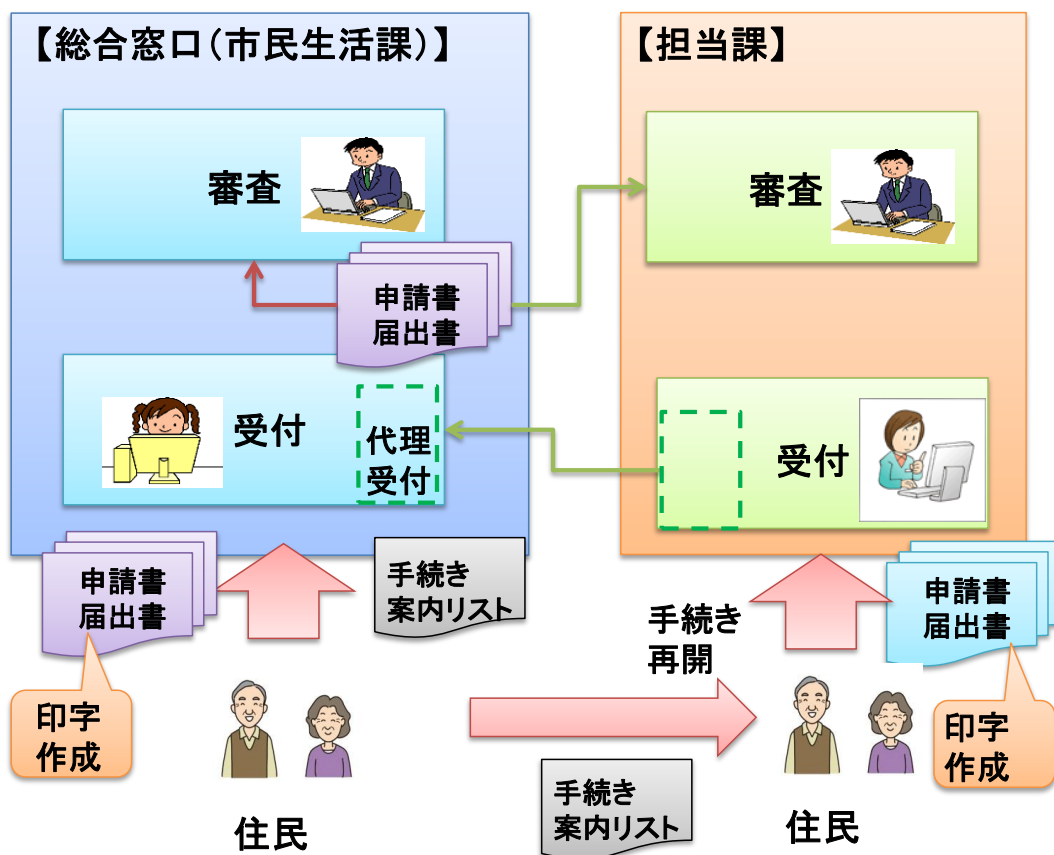 【総合窓口(市民生活課)】
審査
申請書
届出書
受付
代理
受付
申請書
届出書
印字
作成
手続き
案内リスト
住民
【担当課】
審査
受付
手続き
再開
申請書
届出書
印字
作成
手続き
案内リスト
住民